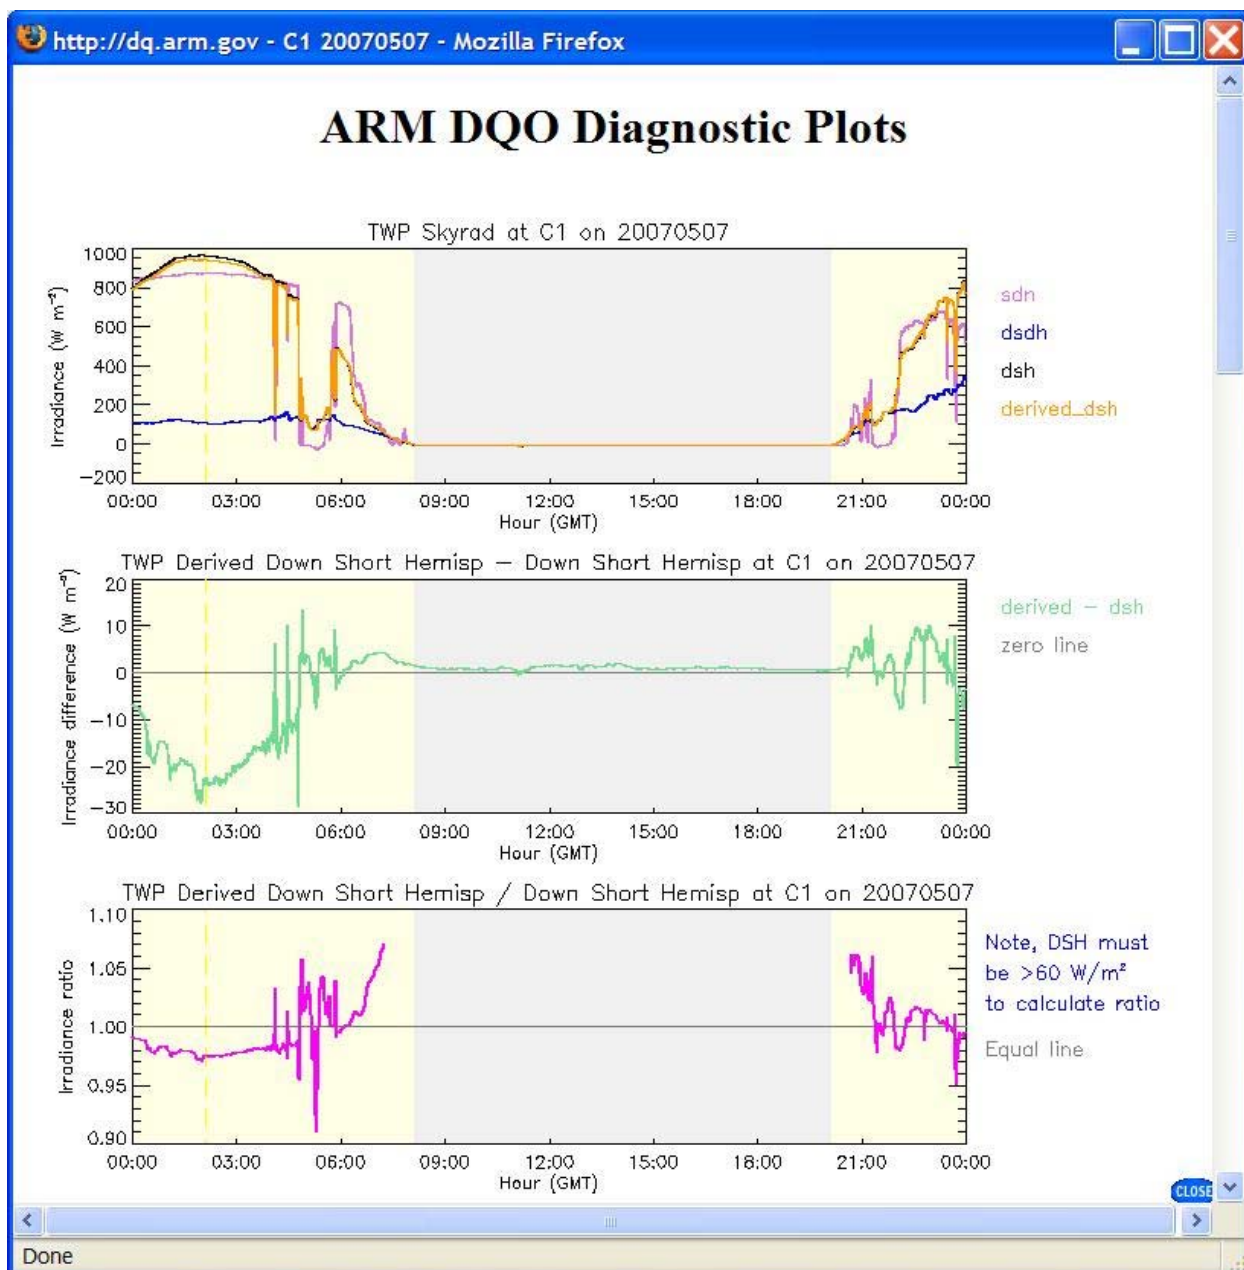 http://dq.arm.gov - C1 20070507 - Mozilla Firefox
ARM DQO Diagnostic Plots
TWP Skyrad at C1 on 20070507
Irradiance (W m⁻²)
1000
800
600
400
200
0
−200
00:00 03:00 06:00 09:00 12:00 15:00 18:00 21:00 00:00
Hour (GMT)
sdn
dsdh
dsh
derived_dsh
TWP Derived Down Short Hemisp − Down Short Hemisp at C1 on 20070507
Irradiance difference (W m⁻²)
20
10
0
−10
−20
−30
00:00 03:00 06:00 09:00 12:00 15:00 18:00 21:00 00:00
Hour (GMT)
derived − dsh
zero line
TWP Derived Down Short Hemisp / Down Short Hemisp at C1 on 20070507
Irradiance ratio
1.10
1.05
1.00
0.95
0.90
00:00 03:00 06:00 09:00 12:00 15:00 18:00 21:00 00:00
Hour (GMT)
Note, DSH must
be >60 W/m²
to calculate ratio
Equal line
CLOSE
Done